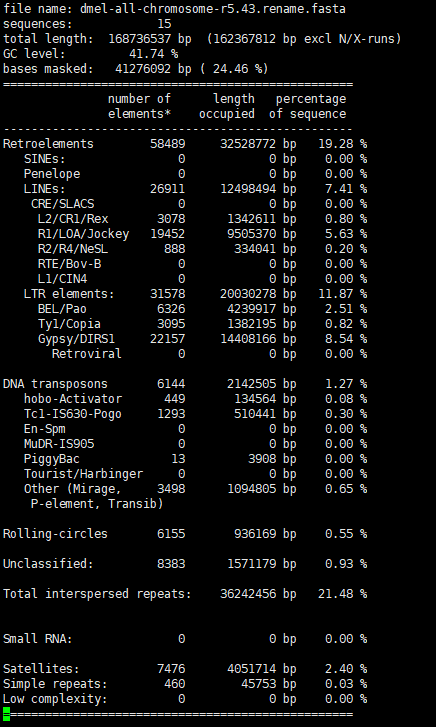 file name: dmel-all-chromosome-r5.43.rename.fasta
sequences:            15
total length:  168736537 bp  (162367812 bp excl N/X-runs)
GC level:        41.74 %
bases masked:   41276092 bp ( 24.46 %)
==================================================
               number of      length   percentage
               elements*    occupied  of sequence
--------------------------------------------------
Retroelements        58489     32528772 bp   19.28 %
   SINEs:                0            0 bp    0.00 %
   Penelope              0            0 bp    0.00 %
   LINEs:            26911     12498494 bp    7.41 %
    CRE/SLACS            0            0 bp    0.00 %
     L2/CR1/Rex       3078      1342611 bp    0.80 %
     R1/LOA/Jockey   19452      9505370 bp    5.63 %
     R2/R4/NeSL        888       334041 bp    0.20 %
     RTE/Bov-B           0            0 bp    0.00 %
     L1/CIN4             0            0 bp    0.00 %
   LTR elements:     31578     20030278 bp   11.87 %
     BEL/Pao          6326      4239917 bp    2.51 %
     Ty1/Copia        3095      1382195 bp    0.82 %
     Gypsy/DIRS1     22157     14408166 bp    8.54 %
       Retroviral        0            0 bp    0.00 %
DNA transposons       6144      2142505 bp    1.27 %
   hobo-Activator      449       134564 bp    0.08 %
   Tc1-IS630-Pogo     1293       510441 bp    0.30 %
   En-Spm                0            0 bp    0.00 %
   MuDR-IS905            0            0 bp    0.00 %
   PiggyBac             13         3908 bp    0.00 %
   Tourist/Harbinger     0            0 bp    0.00 %
   Other (Mirage,     3498      1094805 bp    0.65 %
    P-element, Transib)
Rolling-circles       6155       936169 bp    0.55 %
Unclassified:         8383      1571179 bp    0.93 %
Total interspersed repeats:    36242456 bp   21.48 %
Small RNA:               0            0 bp    0.00 %
Satellites:           7476      4051714 bp    2.40 %
Simple repeats:        460        45753 bp    0.03 %
Low complexity:          0            0 bp    0.00 %
==================================================